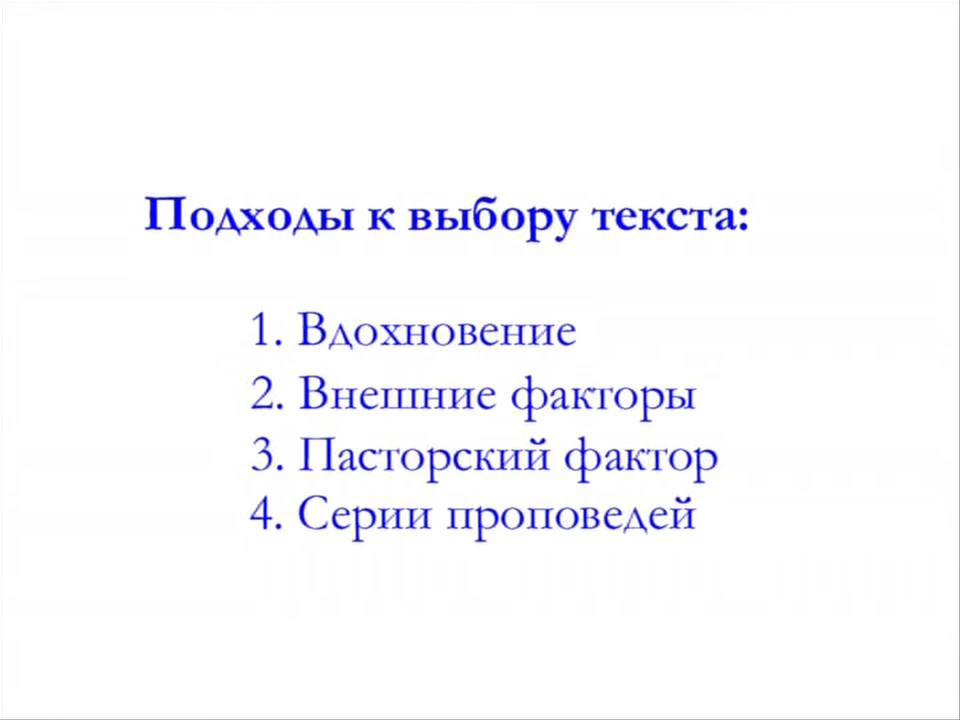 Подходы к выбору текста:
1. Вдохновение
2. Внешние факторы
3. Пасторский фактор
4. Серии проповедей